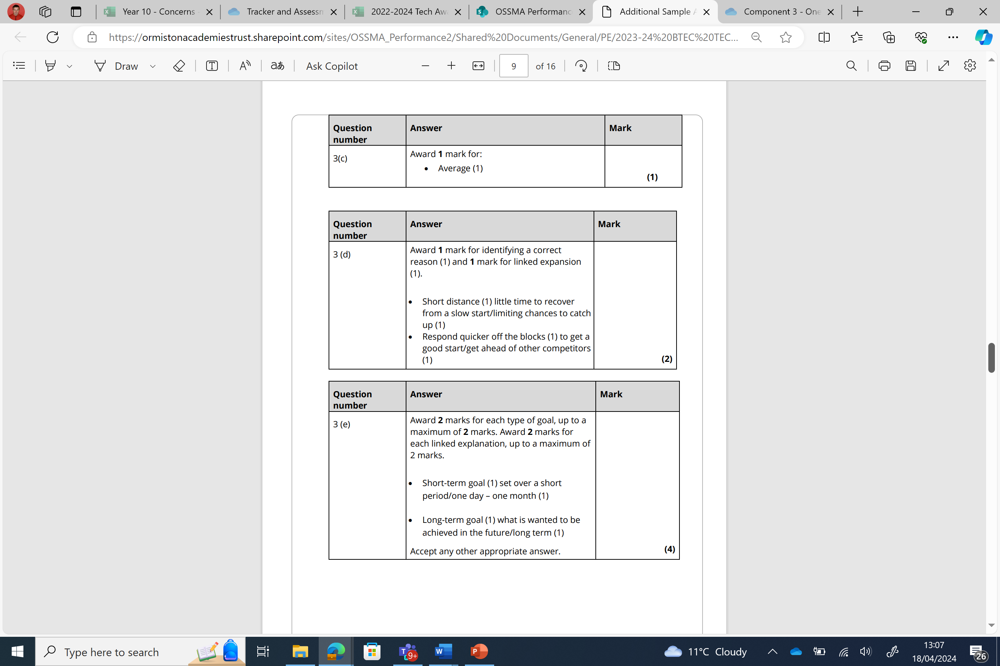 Year 10 - Concerns
Tracker and Assessm
2022-2024 Tech Aw
OSSMA Performanc
Additional Sample A
Component 3 - One
https://ormistonacademiestrust.sharepoint.com/sites/OSSMA_Performance2/Shared%20Documents/General/PE/2023-24%20BTEC%20TEC...
Draw
Ask Copilot
9 of 16
Question number Answer Mark
3(c)
Award 1 mark for:
• Average (1)
(1)
Question number Answer Mark
3 (d)
Award 1 mark for identifying a correct
reason (1) and 1 mark for linked expansion
(1).
• Short distance (1) little time to recover
from a slow start/limiting chances to catch
up (1)
• Respond quicker off the blocks (1) to get a
good start/get ahead of other competitors
(1)
(2)
Question number Answer Mark
3 (e)
Award 2 marks for each type of goal, up to a
maximum of 2 marks. Award 2 marks for
each linked explanation, up to a maximum of
2 marks.
• Short-term goal (1) set over a short
period/one day – one month (1)
• Long-term goal (1) what is wanted to be
achieved in the future/long term (1)
Accept any other appropriate answer.
(4)
Type here to search
9+
11°C Cloudy
13:07
18/04/2024
26